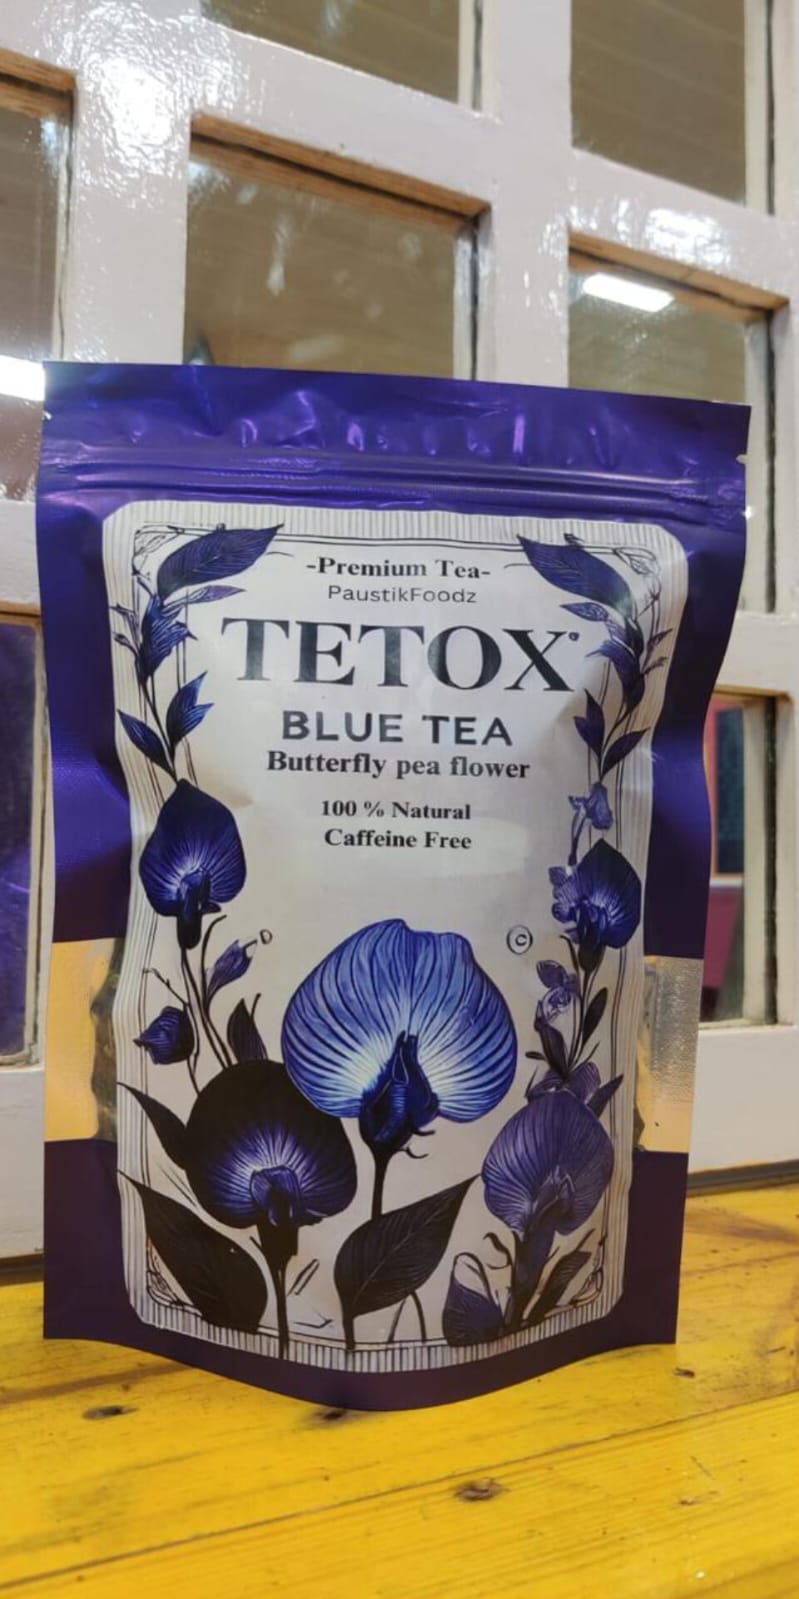 -Premium Tea-
PaustikFoodz
TETOX
BLUE TEA
Butterfly pea flower
100 % Natural
Caffeine Free
©